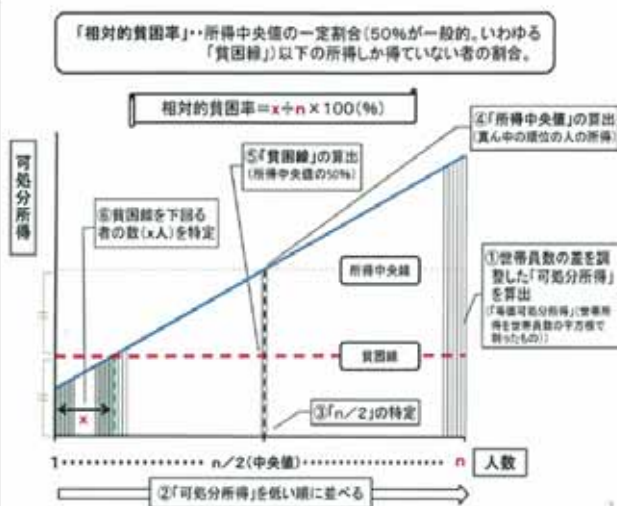 「相対的貧困率」‥所得中央値の一定割合(50%が一般的。いわゆる
「貧困線」)以下の所得しか得ていない者の割合。
相対的貧困率＝x÷n×100(%)
④「所得中央値」の算出
(真ん中の順位の人の所得)
可処分所得
⑤「貧困線」の算出
(所得中央値の50%)
⑥貧困線を下回る
者の数(x人)を特定
所得中央線
①世帯員数の差を調
整した「可処分所得」
を算出
(「等価可処分所得」(世帯所
得を世帯員数の平方根で
割ったもの))
貧困線
x
③「n／2」の特定
1‥‥‥‥‥‥n／2(中央値)‥‥‥‥‥‥‥n 人数
②「可処分所得」を低い順に並べる